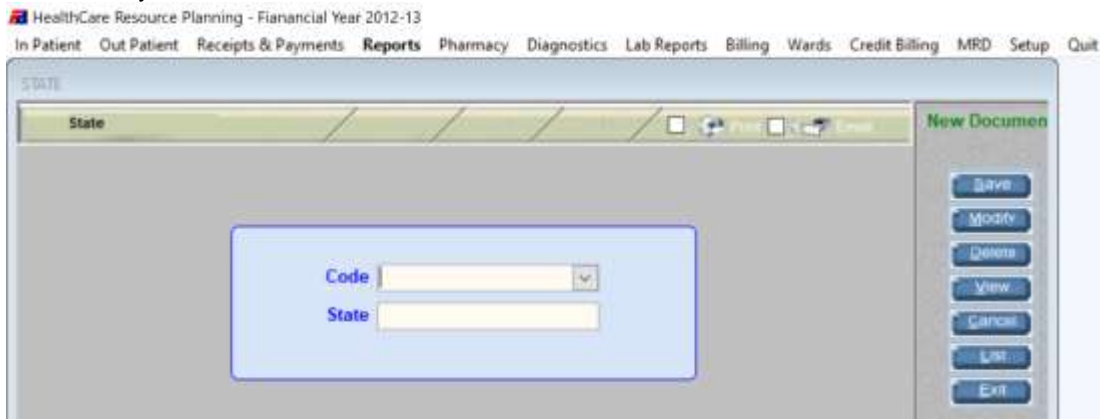 HealthCare Resource Planning - Fianancial Year 2012-13
In Patient Out Patient Receipts & Payments Reports Pharmacy Diagnostics Lab Reports Billing Wards Credit Billing MRD Setup Quit
STATE
State
New Documen
Save
Modify
Delete
View
Cancel
List
Exit
Code
State